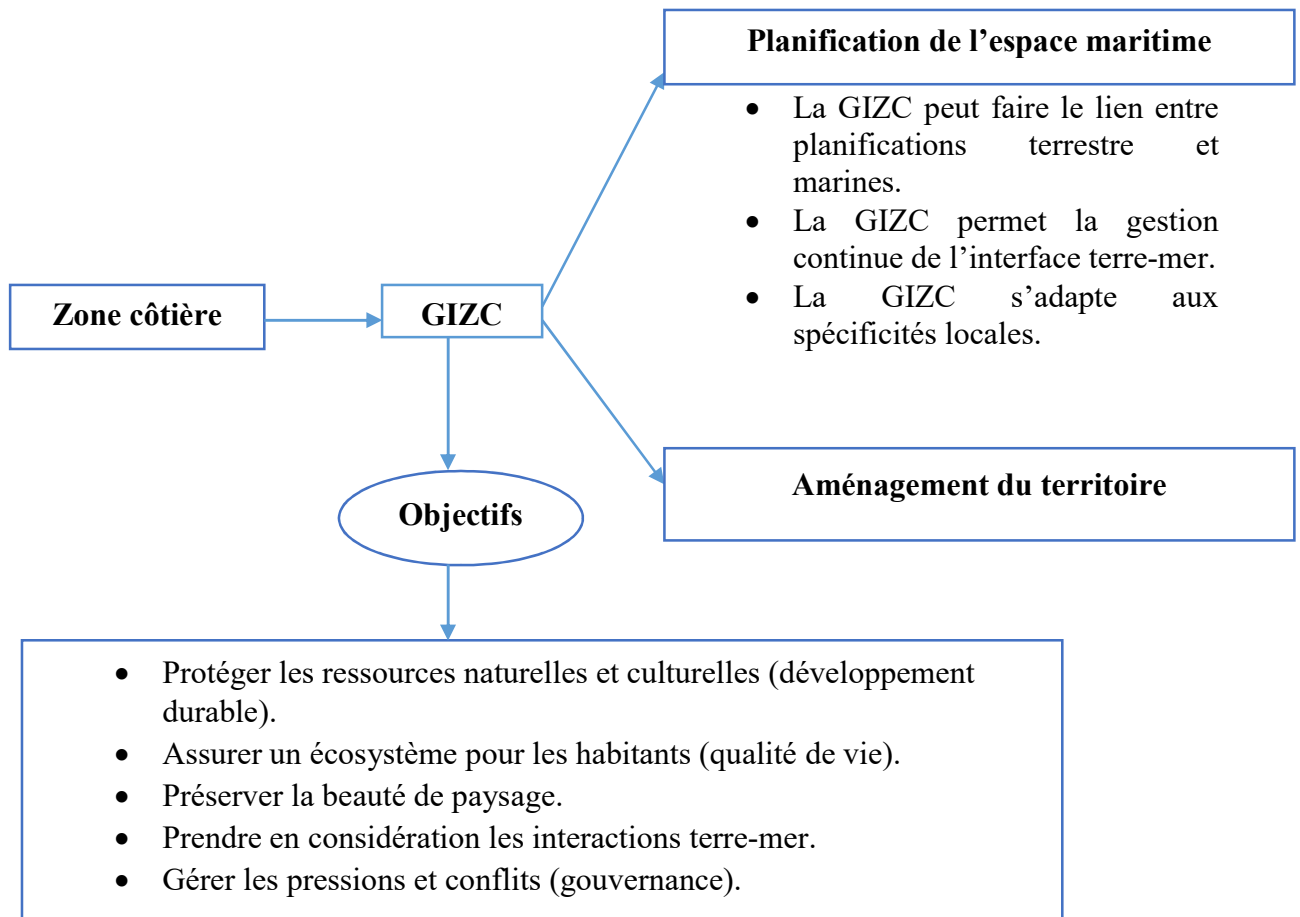 Planification de l’espace maritime
• La GIZC peut faire le lien entre
planifications terrestre et
marines.
• La GIZC permet la gestion
continue de l’interface terre-mer.
• La GIZC s’adapte aux
spécificités locales.
Zone côtière
GIZC
Aménagement du territoire
Objectifs
• Protéger les ressources naturelles et culturelles (développement
durable).
• Assurer un écosystème pour les habitants (qualité de vie).
• Préserver la beauté de paysage.
• Prendre en considération les interactions terre-mer.
• Gérer les pressions et conflits (gouvernance).